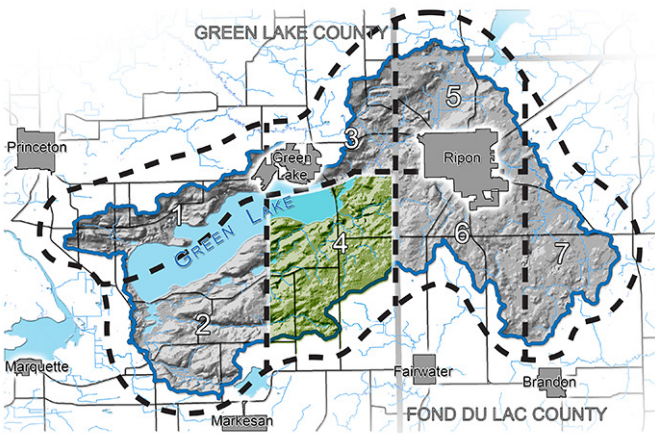 GREEN LAKE COUNTY
5
3
Princeton
Green
Lake
Ripon
1
GREEN LAKE
4
6
7
2
Marquette
Fairwater
Brandon
Markesan
FOND DU LAC COUNTY